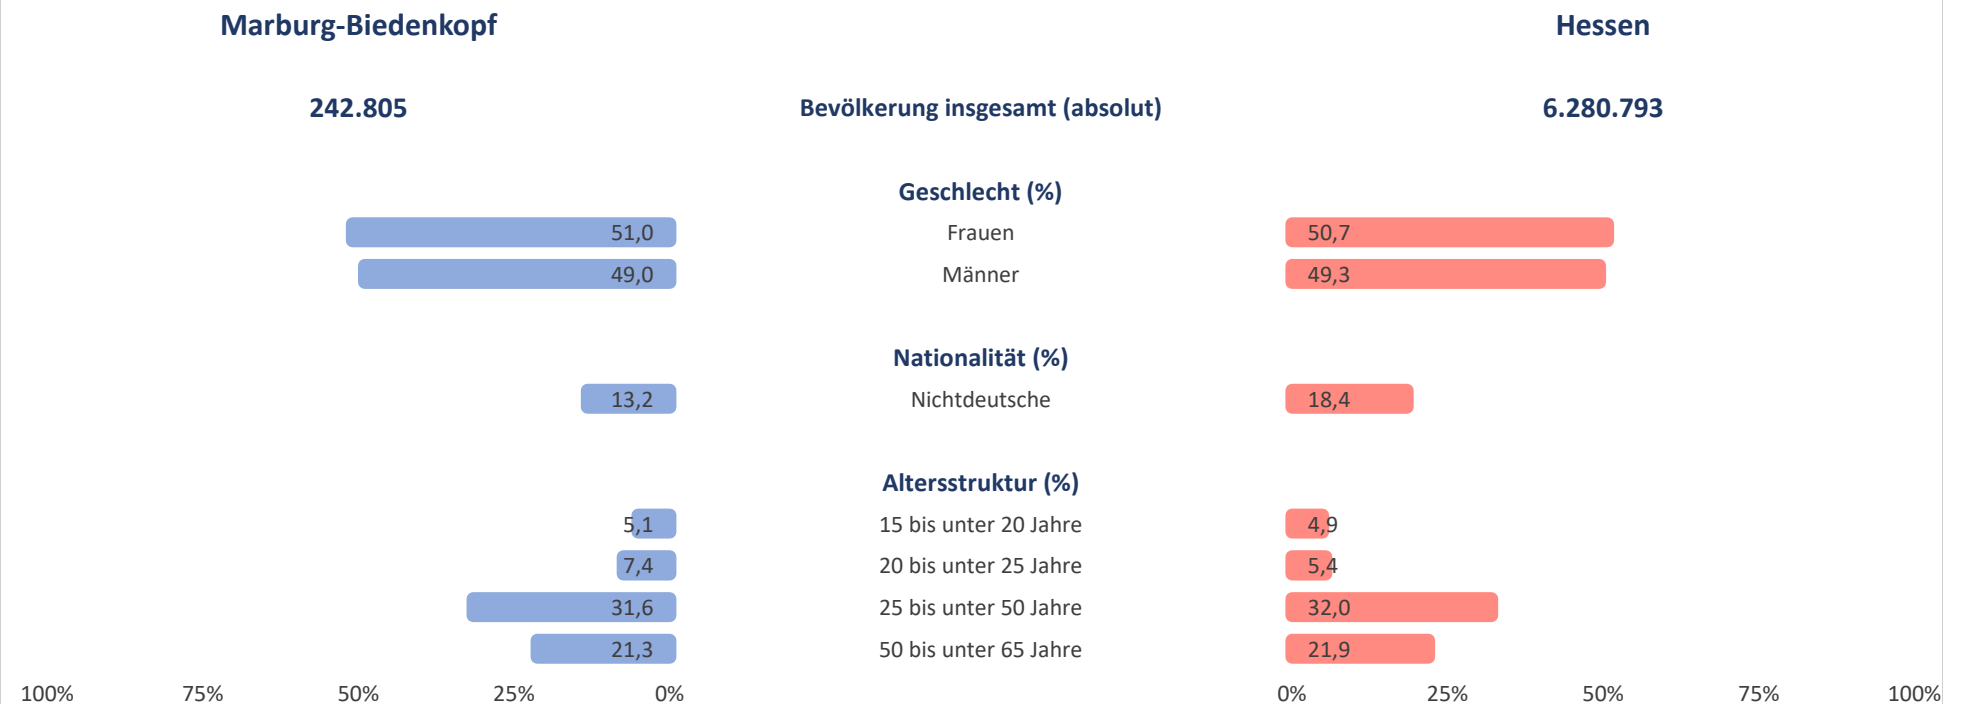 Marburg-Biedenkopf Hessen
242.805 Bevölkerung insgesamt (absolut) 6.280.793
Geschlecht (%)
51,0 Frauen 50,7
49,0 Männer 49,3
Nationalität (%)
13,2 Nichtdeutsche 18,4
Altersstruktur (%)
5,1 15 bis unter 20 Jahre 4,9
7,4 20 bis unter 25 Jahre 5,4
31,6 25 bis unter 50 Jahre 32,0
21,3 50 bis unter 65 Jahre 21,9
100% 75% 50% 25% 0% 0% 25% 50% 75% 100%